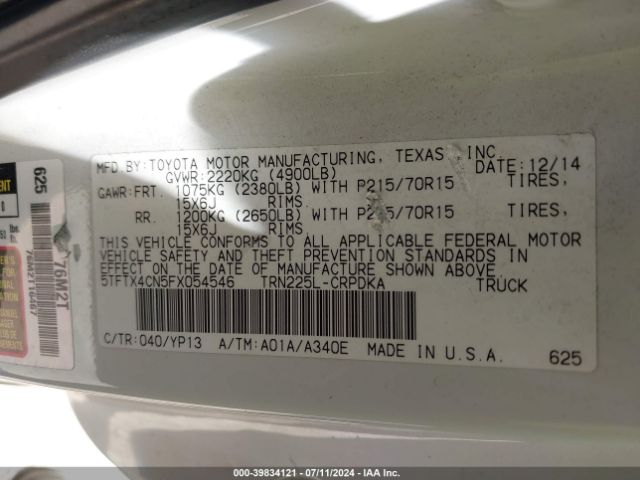 MFD BY:TOYOTA MOTOR MANUFACTURING, TEXAS INC.
GVWR:2220KG (4900LB) DATE:12/14
GAWR:FRT. 1075KG (2380LB) WITH P215/70R15 TIRES,
15X6J RIMS.
RR. 1200KG (2650LB) WITH P215/70R15 TIRES,
15X6J RIMS.
THIS VEHICLE CONFORMS TO ALL APPLICABLE FEDERAL MOTOR
VEHICLE SAFETY AND THEFT PREVENTION STANDARDS IN
EFFECT ON THE DATE OF MANUFACTURE SHOWN ABOVE.
5TFTX4CN5FX054546 TRN225L-CRPDKA TRUCK
C/TR:040/YP13 A/TM:A01A/A340E MADE IN U.S.A. 625
625
76M2T
000-39834121 - 07/11/2024 - IAA Inc.